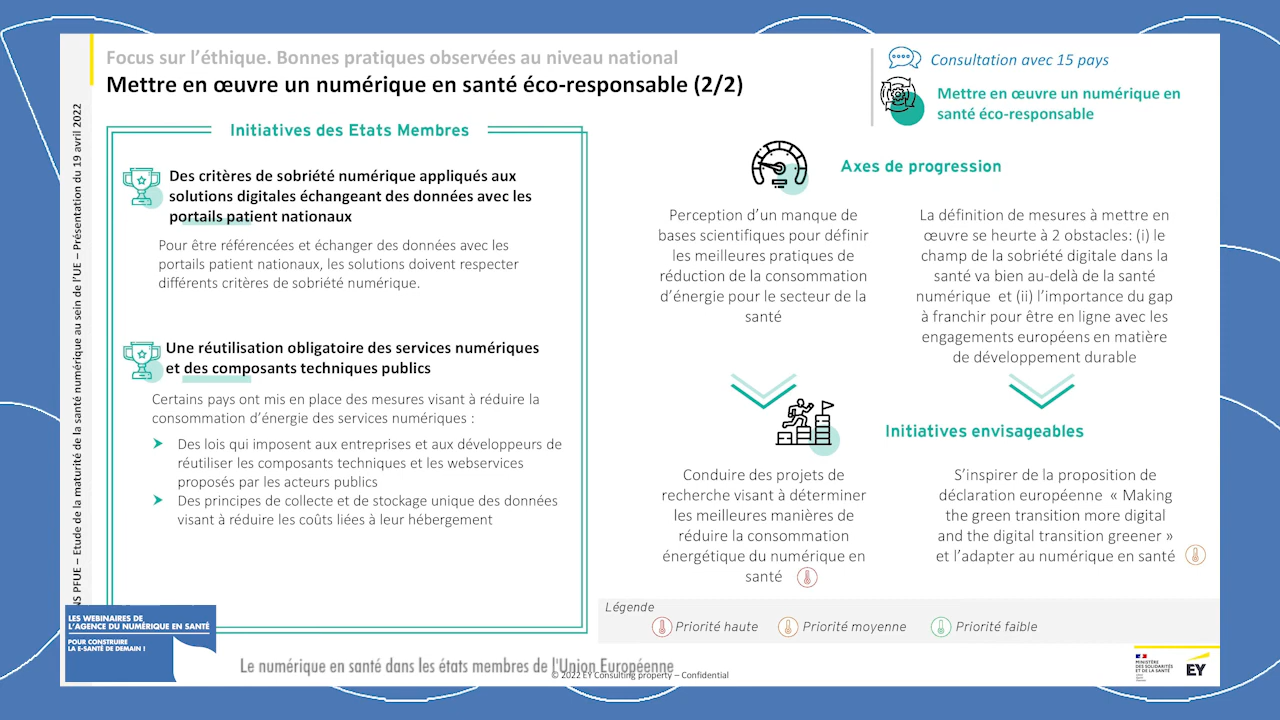 Focus sur l'éthique. Bonnes pratiques observées au niveau national
Mettre en œuvre un numérique en santé éco-responsable (2/2)
Consultation avec 15 pays
Mettre en œuvre un numérique en
santé éco-responsable
NS PFUE – Etude de la maturité de la santé numérique au sein de l'UE – Présentation du 19 avril 2022
Initiatives des Etats Membres
Des critères de sobriété numérique appliqués aux
solutions digitales échangeant des données avec les
portails patient nationaux
Pour être référencées et échanger des données avec les
portails patient nationaux, les solutions doivent respecter
différents critères de sobriété numérique.
Une réutilisation obligatoire des services numériques
et des composants techniques publics
Certains pays ont mis en place des mesures visant à réduire la
consommation d'énergie des services numériques :
Des lois qui imposent aux entreprises et aux développeurs de
réutiliser les composants techniques et les webservices
proposés par les acteurs publics
Des principes de collecte et de stockage unique des données
visant à réduire les coûts liées à leur hébergement
Axes de progression
Perception d'un manque de
bases scientifiques pour définir
les meilleures pratiques de
réduction de la consommation
d'énergie pour le secteur de la
santé
La définition de mesures à mettre en
œuvre se heurte à 2 obstacles: (i) le
champ de la sobriété digitale dans la
santé va bien au-delà de la santé
numérique et (ii) l'importance du gap
à franchir pour être en ligne avec les
engagements européens en matière
de développement durable
Initiatives envisageables
Conduire des projets de
recherche visant à déterminer
les meilleures manières de
réduire la consommation
énergétique du numérique en
santé
S'inspirer de la proposition de
déclaration européenne « Making
the green transition more digital
and the digital transition greener »
et l'adapter au numérique en santé
Légende
Priorité haute
Priorité moyenne
Priorité faible
LES WEBINAIRES DE
L'AGENCE DU NUMÉRIQUE EN SANTÉ
POUR CONSTRUIRE
LA E-SANTÉ DE DEMAIN !
Le numérique en santé dans les états membres de l'Union Européenne
© 2022 EY Consulting property – Confidential
MINISTÈRE
DES SOLIDARITÉS
ET DE LA SANTÉ
EY